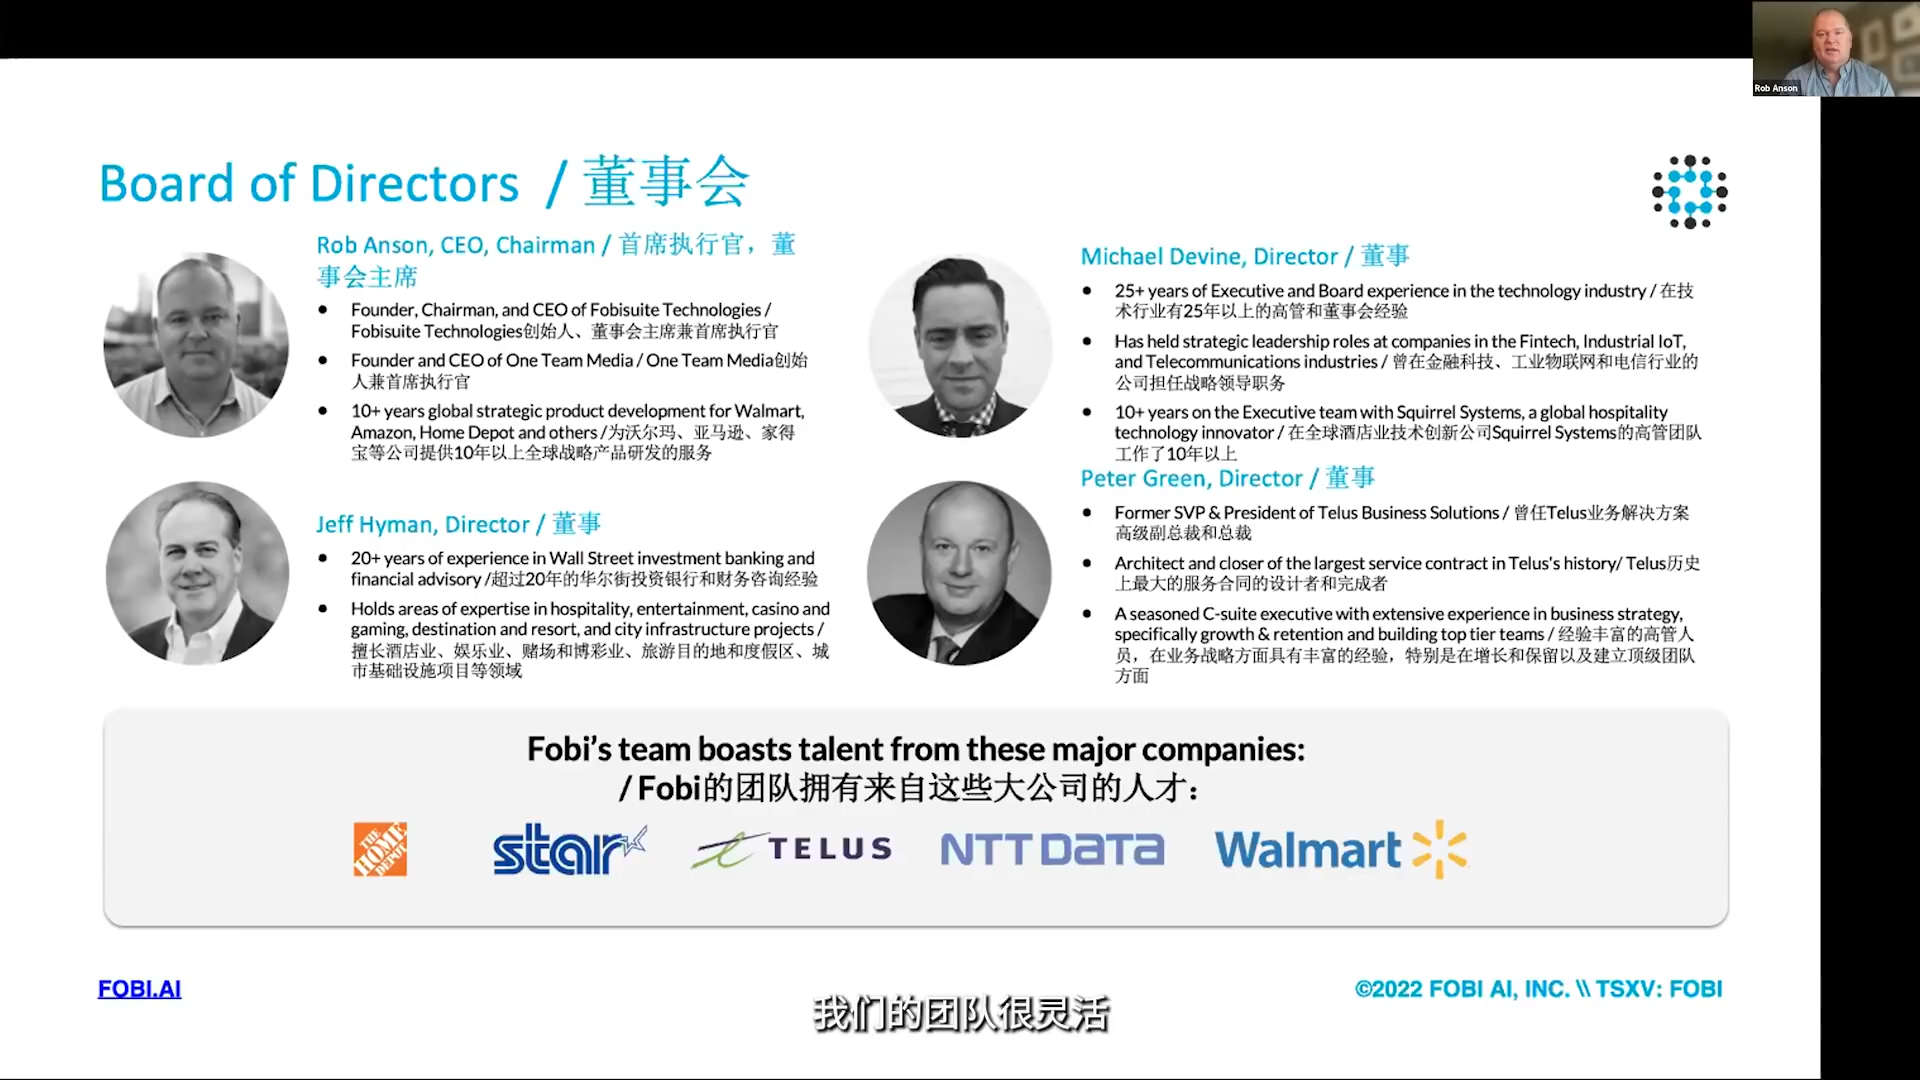 Rob Anson
Board of Directors / 董事会
Rob Anson, CEO, Chairman / 首席执行官，董
事会主席
• Founder, Chairman, and CEO of Fobisuite Technologies /
Fobisuite Technologies创始人、董事会主席兼首席执行官
• Founder and CEO of One Team Media / One Team Media创始
人兼首席执行官
• 10+ years global strategic product development for Walmart,
Amazon, Home Depot and others /为沃尔玛、亚马逊、家得
宝等公司提供10年以上全球战略产品研发的服务
Jeff Hyman, Director / 董事
• 20+ years of experience in Wall Street investment banking and
financial advisory /超过20年的华尔街投资银行和财务咨询经验
• Holds areas of expertise in hospitality, entertainment, casino and
gaming, destination and resort, and city infrastructure projects /
擅长酒店业、娱乐业、赌场和博彩业、旅游目的地和度假区、城
市基础设施项目等领域
Michael Devine, Director / 董事
• 25+ years of Executive and Board experience in the technology industry / 在技
术行业有25年以上的高管和董事会经验
• Has held strategic leadership roles at companies in the Fintech, Industrial IoT,
and Telecommunications industries / 曾在金融科技、工业物联网和电信行业的
公司担任战略领导职务
• 10+ years on the Executive team with Squirrel Systems, a global hospitality
technology innovator / 在全球酒店业技术创新公司Squirrel Systems的高管团队
工作了10年以上
Peter Green, Director / 董事
• Former SVP & President of Telus Business Solutions / 曾任Telus业务解决方案
高级副总裁和总裁
• Architect and closer of the largest service contract in Telus's history/ Telus历史
上最大的服务合同的设计者和完成者
• A seasoned C-suite executive with extensive experience in business strategy,
specifically growth & retention and building top tier teams / 经验丰富的高管人
员，在业务战略方面具有丰富的经验，特别是在增长和保留以及建立顶级团队
方面
Fobi’s team boasts talent from these major companies:
/ Fobi的团队拥有来自这些大公司的人才：
THE HOME DEPOT
star
TELUS
NTT DATA
Walmart
FOBI.AI
©2022 FOBI AI, INC. \\ TSXV: FOBI
我们的团队很灵活